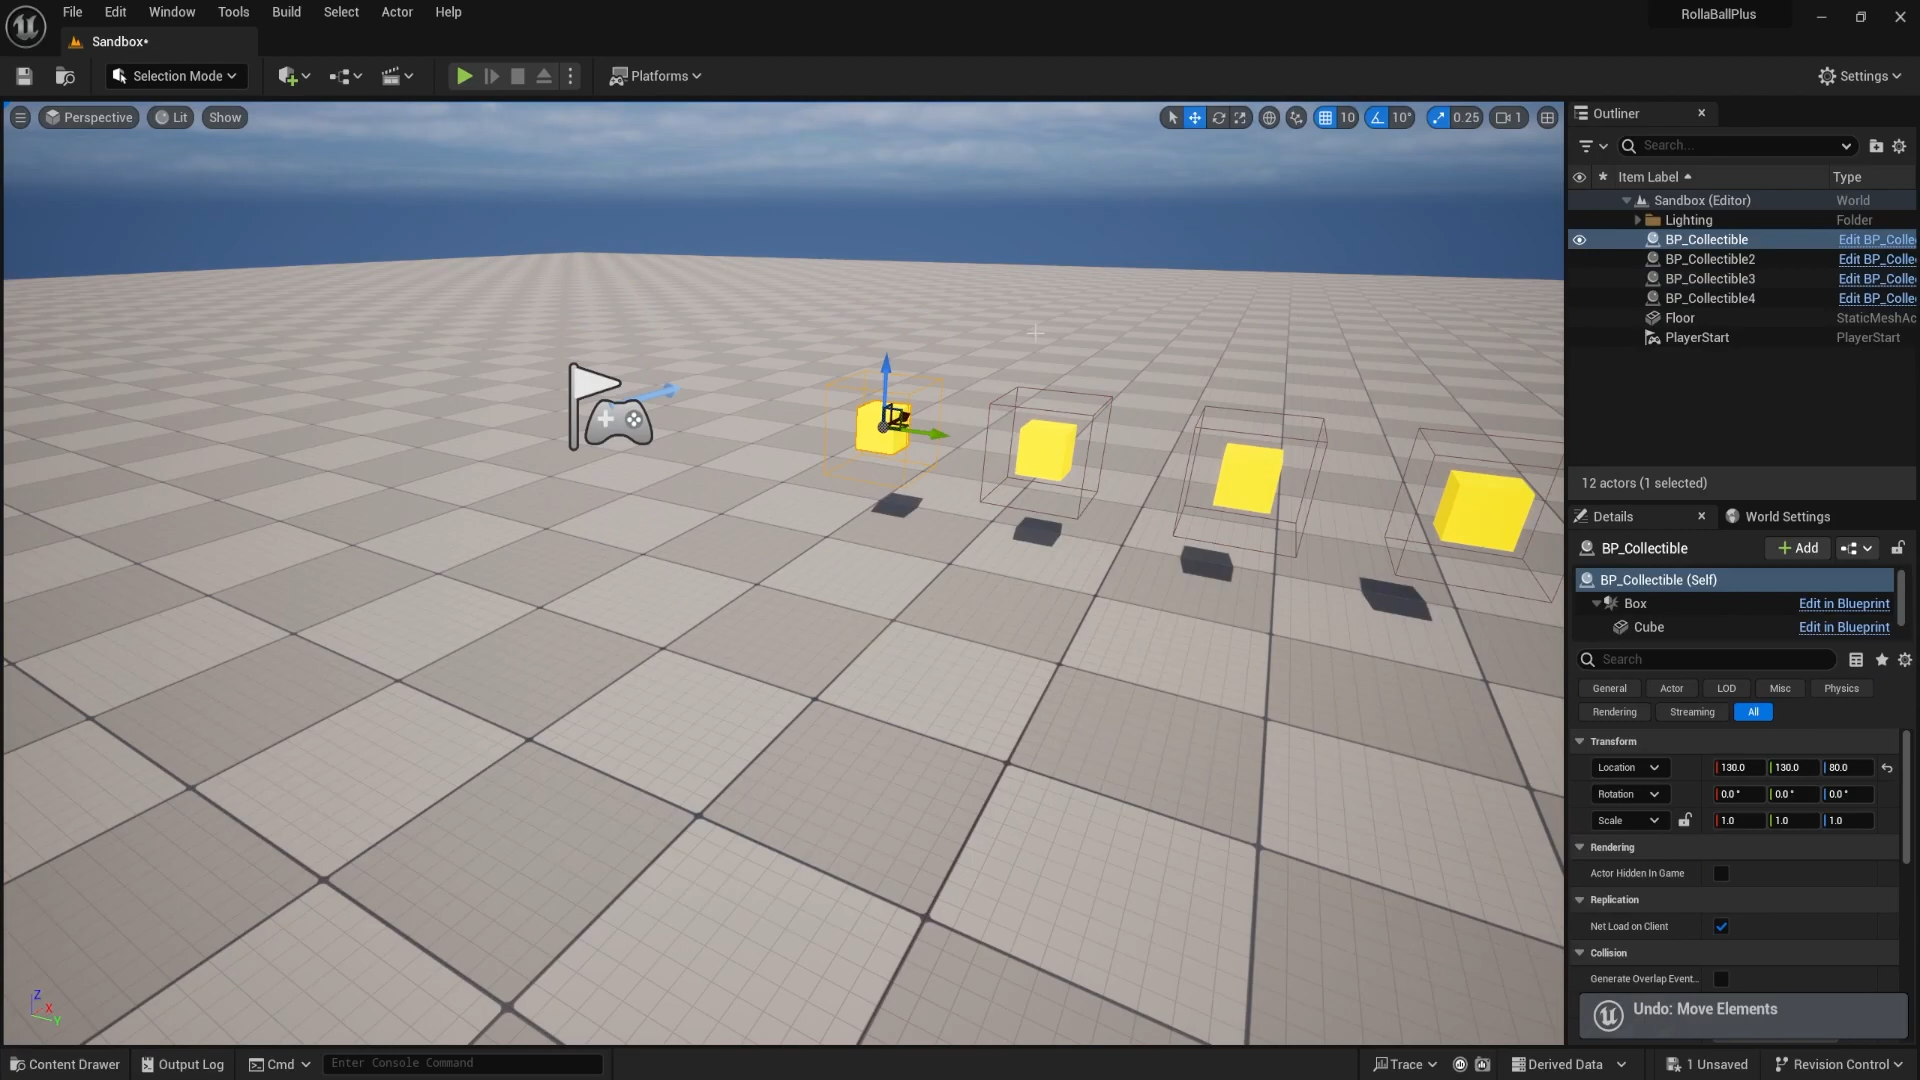 File Edit Window Tools Build Select Actor Help
RollaBallPlus
Sandbox•
Selection Mode
Platforms
Settings
Perspective Lit Show
10 10° 0.25 1
Outliner
Search...
Item Label Type
Sandbox (Editor) World
Lighting Folder
BP_Collectible Edit BP_Colle
BP_Collectible2 Edit BP_Colle
BP_Collectible3 Edit BP_Colle
BP_Collectible4 Edit BP_Colle
Floor StaticMeshAc
PlayerStart PlayerStart
12 actors (1 selected)
Details World Settings
BP_Collectible Add
BP_Collectible (Self)
Box Edit in Blueprint
Cube Edit in Blueprint
Search
General Actor LOD Misc Physics
Rendering Streaming All
Transform
Location 130.0 130.0 80.0
Rotation 0.0 ° 0.0 ° 0.0 °
Scale 1.0 1.0 1.0
Rendering
Actor Hidden In Game
Replication
Net Load on Client
Collision
Generate Overlap Event...
Undo: Move Elements
Z
X
Y
Content Drawer Output Log Cmd Enter Console Command
Trace Derived Data 1 Unsaved Revision Control